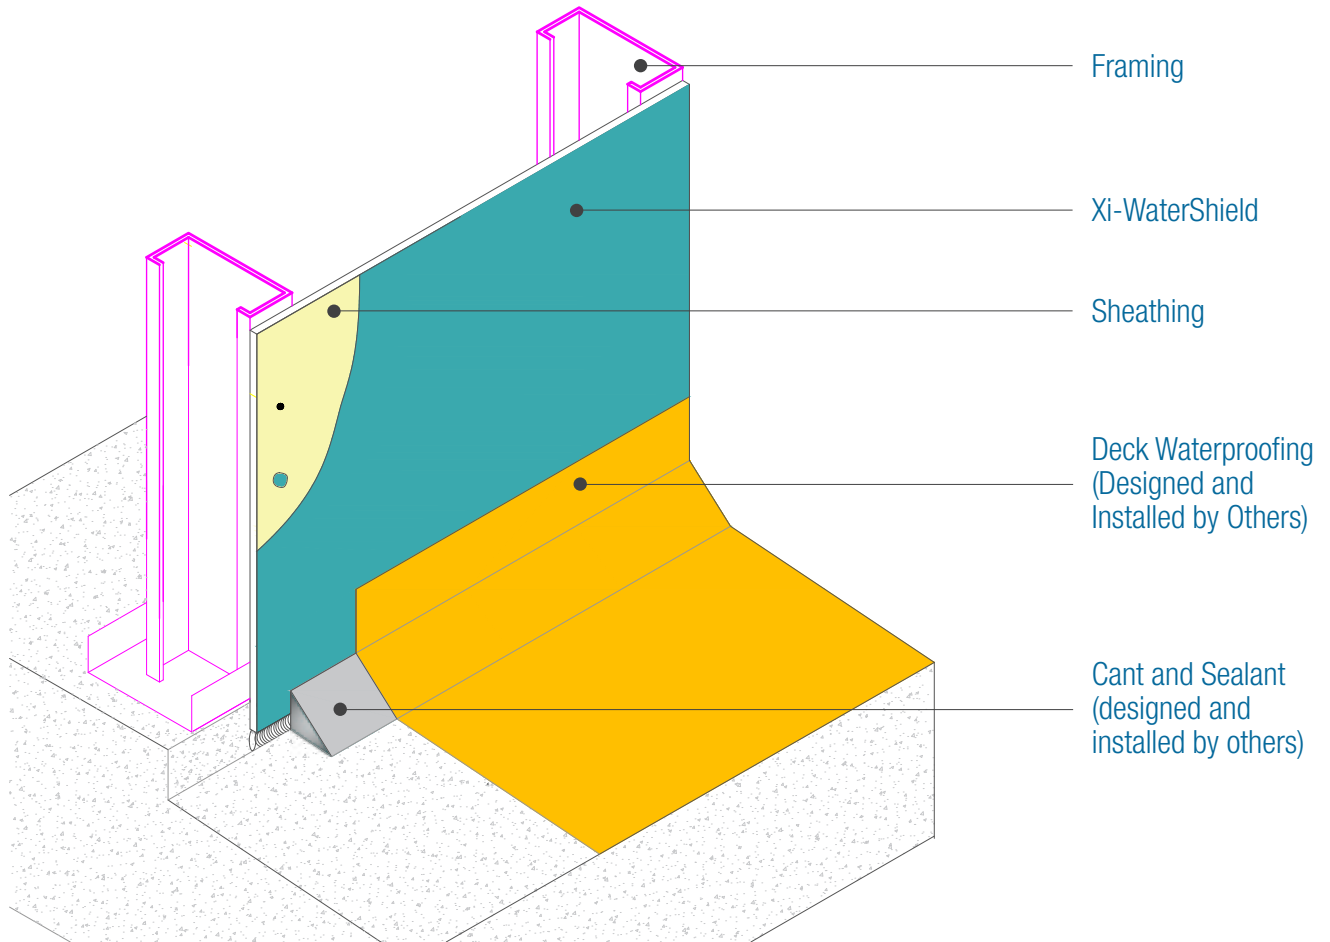 Framing
Xi-WaterShield
Sheathing
Deck Waterproofing
(Designed and
Installed by Others)
Cant and Sealant
(designed and
installed by others)